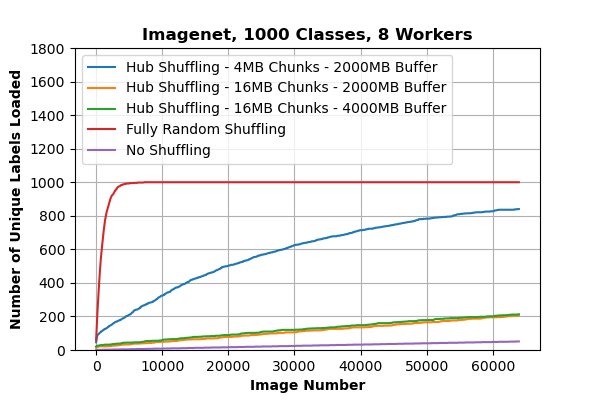 Imagenet, 1000 Classes, 8 Workers
Number of Unique Labels Loaded
1800
1600
1400
1200
1000
800
600
400
200
0
Hub Shuffling - 4MB Chunks - 2000MB Buffer
Hub Shuffling - 16MB Chunks - 2000MB Buffer
Hub Shuffling - 16MB Chunks - 4000MB Buffer
Fully Random Shuffling
No Shuffling
0 10000 20000 30000 40000 50000 60000
Image Number